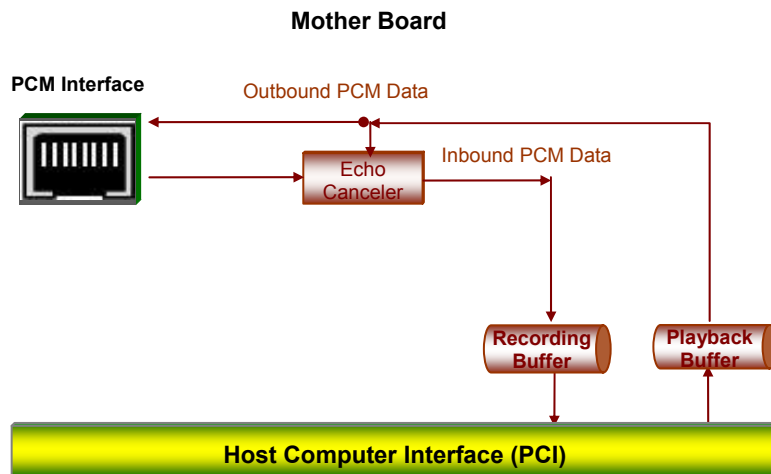 Mother Board
PCM Interface
Outbound PCM Data
Inbound PCM Data
Echo
Canceler
Recording
Buffer
Playback
Buffer
Host Computer Interface (PCI)